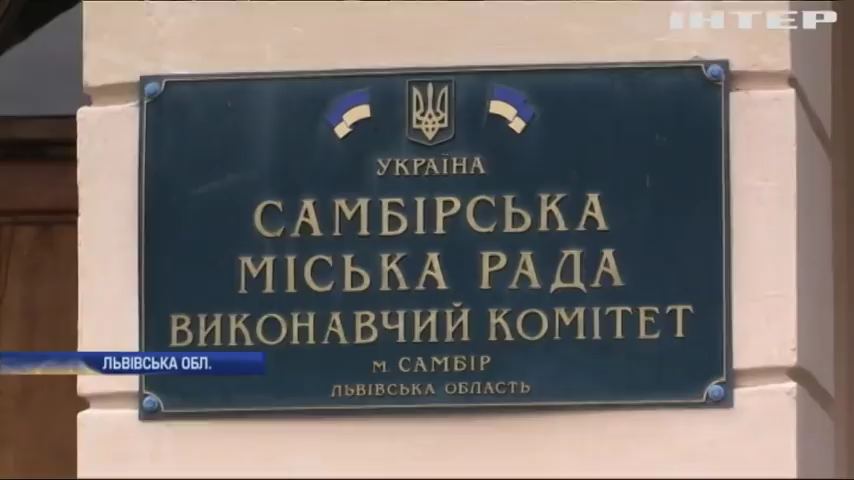 ІНТЕР
УКРАЇНА
САМБІРСЬКА
МІСЬКА РАДА
ВИКОНАВЧИЙ КОМІТЕТ
м. САМБІР
ЛЬВІВСЬКА ОБЛАСТЬ
ЛЬВІВСЬКА ОБЛ.